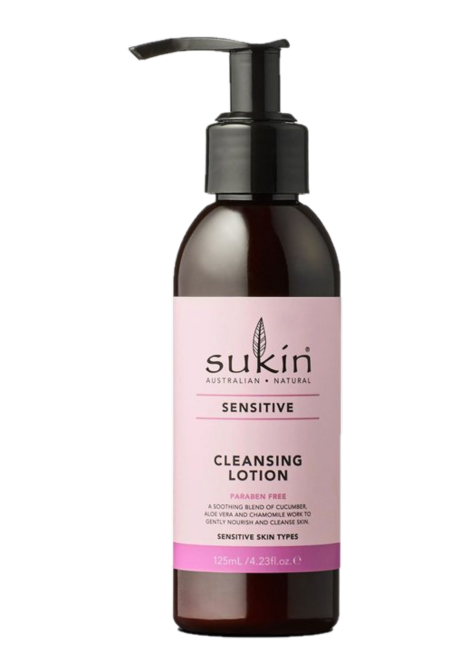 sukin®
AUSTRALIAN • NATURAL
SENSITIVE
CLEANSING
LOTION
PARABEN FREE
A SOOTHING BLEND OF CUCUMBER,
ALOE VERA AND CHAMOMILE WORK TO
GENTLY NOURISH AND CLEANSE SKIN.
SENSITIVE SKIN TYPES
125mL /4.23fl.oz. ℮